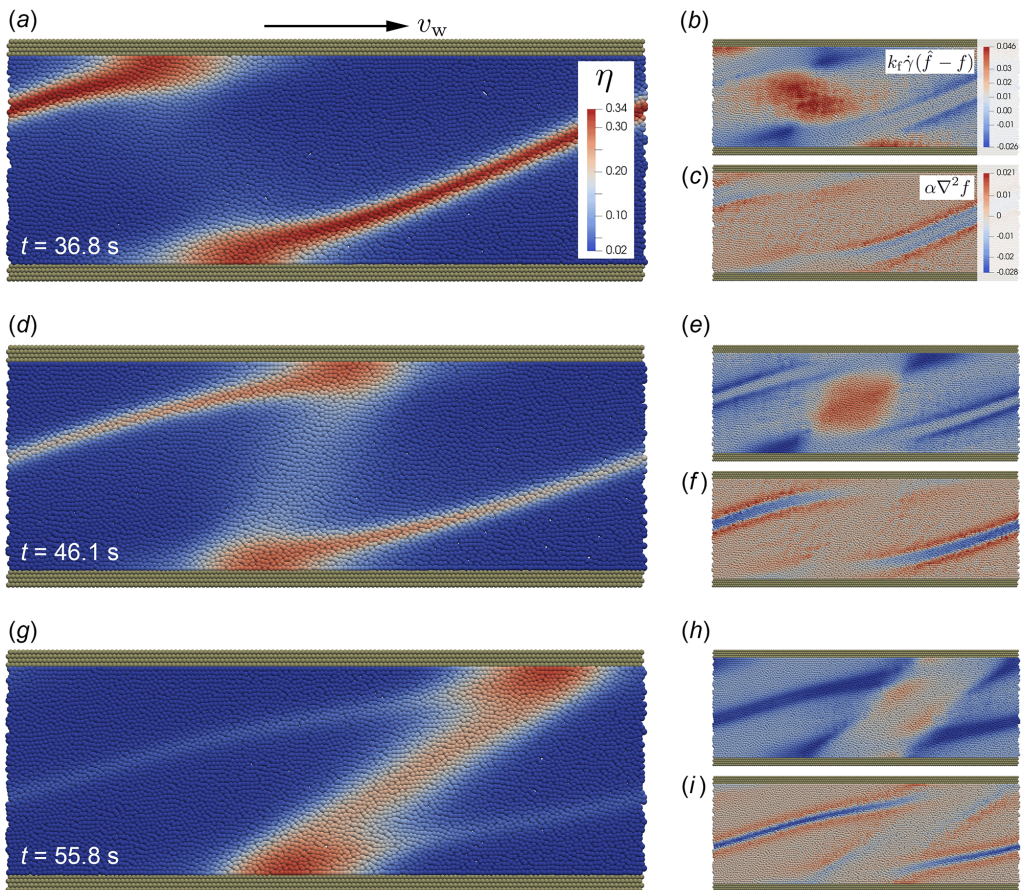 (a)
v_w
η
0.34
0.30
0.20
0.10
0.02
t = 36.8 s
(b)
k_f γ̇(f̂ − f)
0.046
0.03
0.02
0.01
0.00
-0.01
-0.026
(c)
α∇²f
0.021
0.01
0
-0.01
-0.02
-0.028
(d)
t = 46.1 s
(e)
(f)
(g)
t = 55.8 s
(h)
(i)